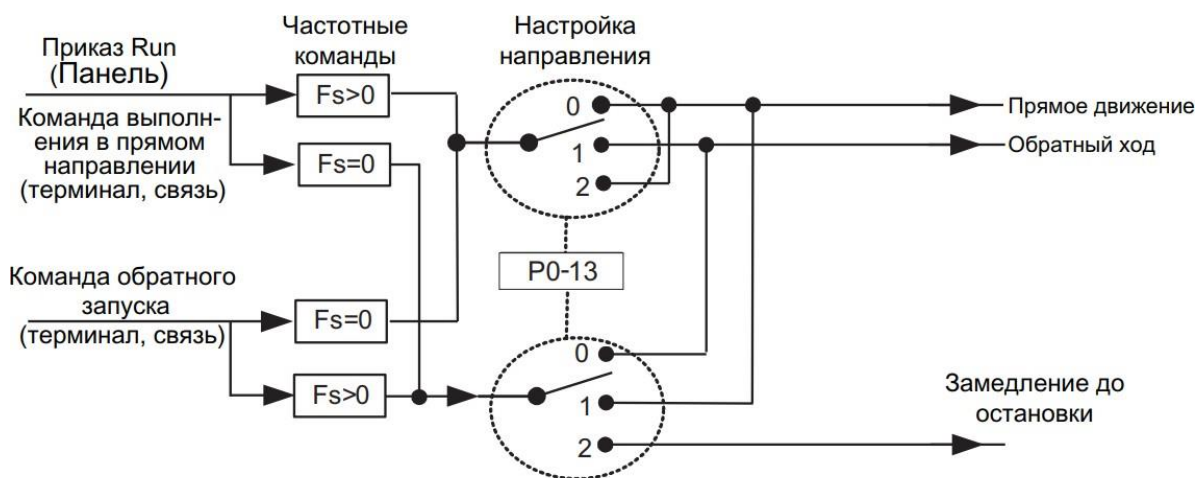 Частотные
команды
Настройка
направления
Приказ Run
(Панель)
Fs>0
Команда выполн-
ения в прямом
направлении
(терминал, связь)
Fs=0
0
1
2
Прямое движение
Обратный ход
P0-13
Команда обратного
запуска
(терминал, связь)
Fs=0
Fs>0
0
1
2
Замедление до
остановки